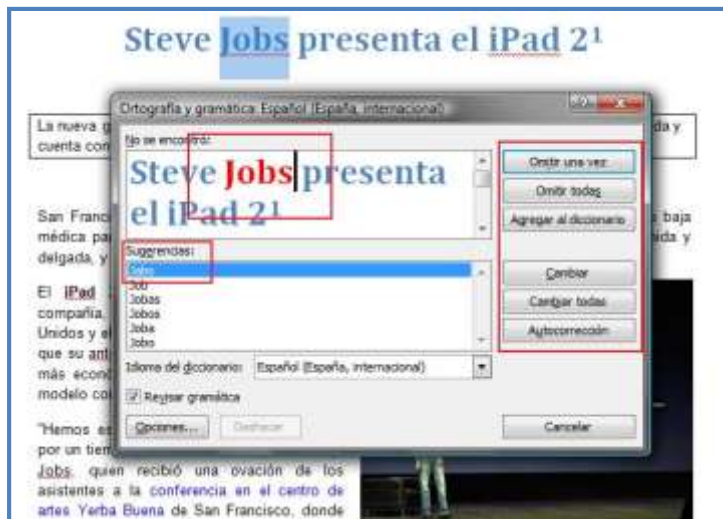 Steve Jobs presenta el iPad 2¹
Ortografía y gramática: Español (España, internacional)
La nueva g
da y
cuenta con
No se encontró:
Steve Jobs presenta
el iPad 2¹
Omitir una vez
Omitir todas
Agregar al diccionario
San Franc
baja
médica pa
ida y
delgada, y
Sugerencias:
Job
Jobas
Jobos
Joba
Jobo
Cambiar
Cambiar todas
Autocorrección
El iPad
compañía,
Unidos y el
que su ant
más econó
modelo co
Idioma del diccionario: Español (España, internacional)
Revisar gramática
Opciones... Deshacer Cancelar
"Hemos es
por un tiem
Jobs, quien recibió una ovación de los
asistentes a la conferencia en el centro de
artes Yerba Buena de San Francisco, donde